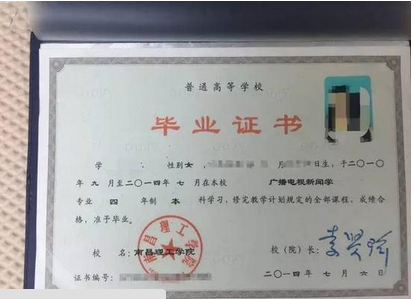 普通高等学校
毕业证书
学 性别女, 月 日生, 于二〇一〇
年 九 月至二〇一四年 七 月在本校 广播电视新闻学
专业 四 年制 本 科学习, 修完教学计划规定的全部课程, 成绩合
格, 准予毕业。
校 名: 南昌理工学院 校(院)长:
证书编号: 二〇一四年 七 月 六 日